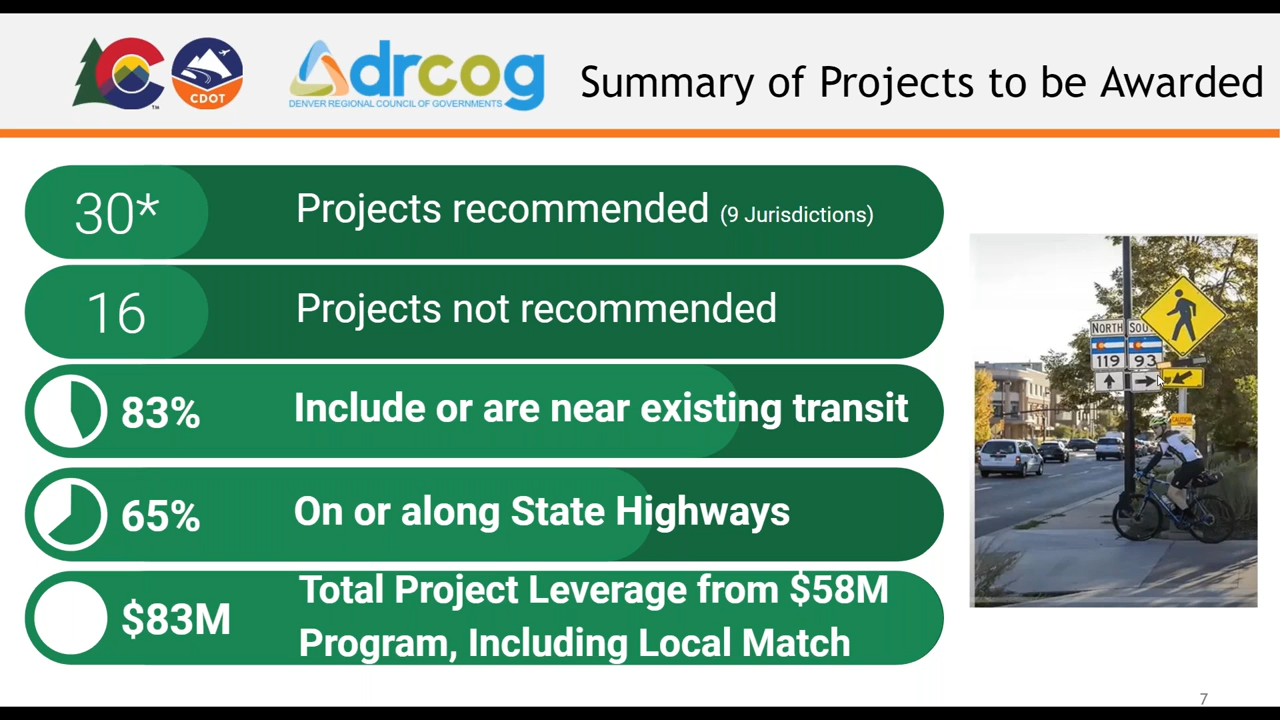 CDOT
drcog
DENVER REGIONAL COUNCIL OF GOVERNMENTS
Summary of Projects to be Awarded
30* Projects recommended (9 Jurisdictions)
16 Projects not recommended
83% Include or are near existing transit
65% On or along State Highways
$83M Total Project Leverage from $58M
Program, Including Local Match
NORTH
119 93
CAUTION
7